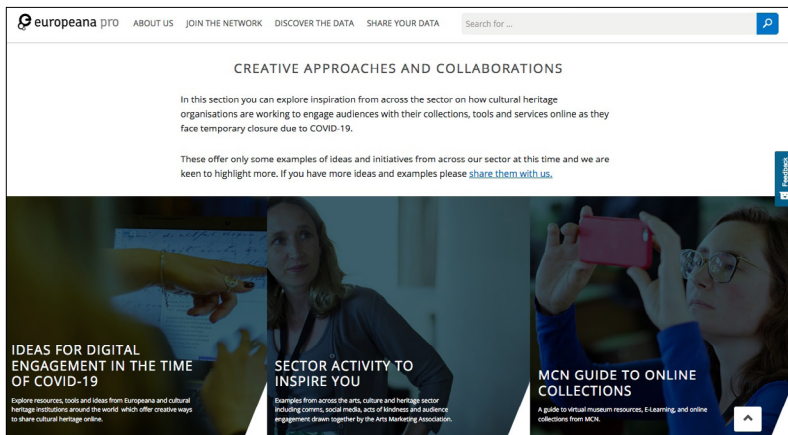 europeana pro ABOUT US JOIN THE NETWORK DISCOVER THE DATA SHARE YOUR DATA Search for ...
CREATIVE APPROACHES AND COLLABORATIONS
In this section you can explore inspiration from across the sector on how cultural heritage
organisations are working to engage audiences with their collections, tools and services online as they
face temporary closure due to COVID-19.
These offer only some examples of ideas and initiatives from across our sector at this time and we are
keen to highlight more. If you have more ideas and examples please share them with us.
Feedback
IDEAS FOR DIGITAL
ENGAGEMENT IN THE TIME
OF COVID-19
Explore resources, tools and ideas from Europeana and cultural
heritage institutions around the world which offer creative ways
to share cultural heritage online.
SECTOR ACTIVITY TO
INSPIRE YOU
Examples from across the arts, culture and heritage sector
including comms, social media, acts of kindness and audience
engagement drawn together by the Arts Marketing Association.
MCN GUIDE TO ONLINE
COLLECTIONS
A guide to virtual museum resources, E-Learning, and online
collections from MCN.